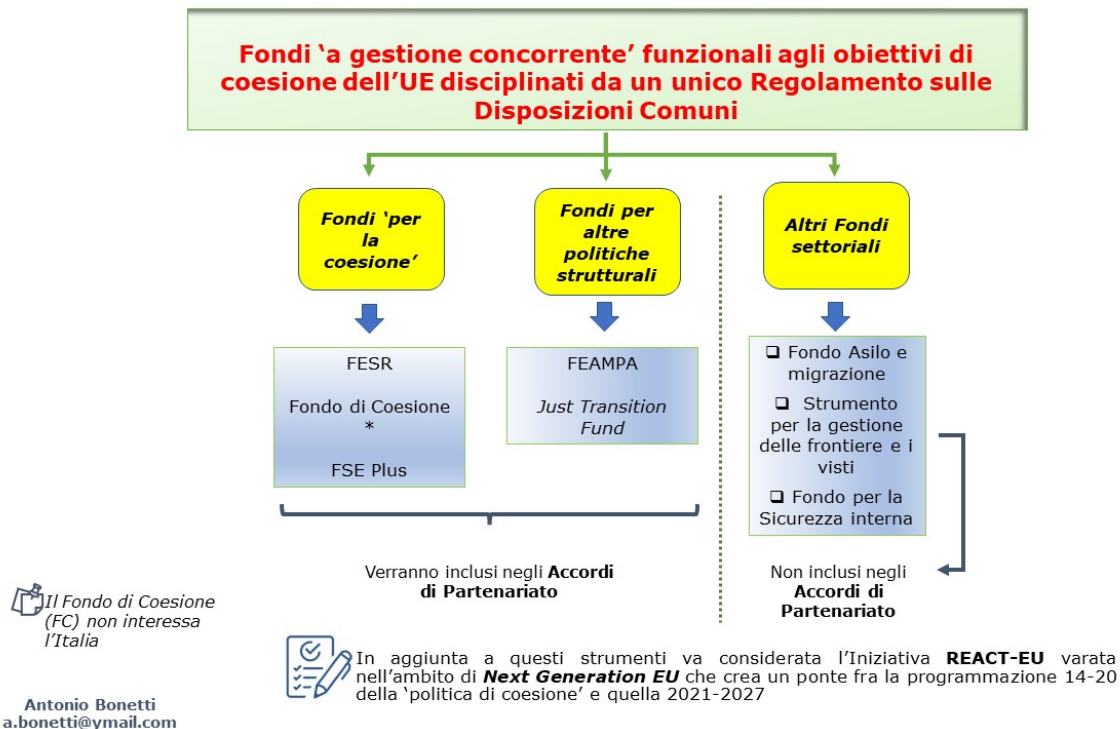 Fondi ‘a gestione concorrente’ funzionali agli obiettivi di
coesione dell’UE disciplinati da un unico Regolamento sulle
Disposizioni Comuni
Fondi ‘per
la
coesione’
Fondi per
altre
politiche
strutturali
Altri Fondi
settoriali
FESR
Fondo di Coesione
*
FSE Plus
FEAMPA
Just Transition
Fund
❑ Fondo Asilo e
migrazione
❑ Strumento
per la gestione
delle frontiere e i
visti
❑ Fondo per la
Sicurezza interna
Verranno inclusi negli Accordi
di Partenariato
Non inclusi negli
Accordi di
Partenariato
Il Fondo di Coesione
(FC) non interessa
l’Italia
In aggiunta a questi strumenti va considerata l’Iniziativa REACT-EU varata
nell’ambito di Next Generation EU che crea un ponte fra la programmazione 14-20
della ‘politica di coesione’ e quella 2021-2027
Antonio Bonetti
a.bonetti@ymail.com